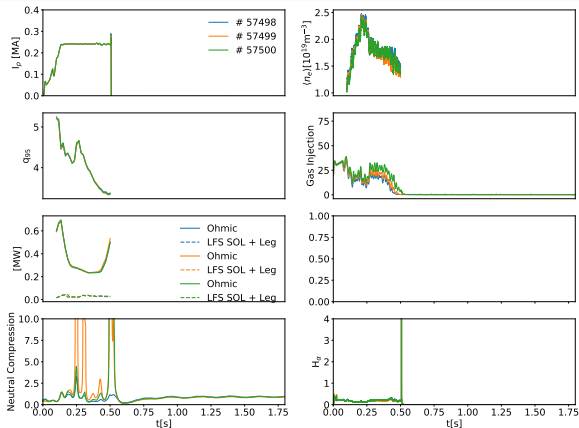 0.4
0.3
0.2
0.1
0.0
I_p [MA]
# 57498
# 57499
# 57500
2.5
2.0
1.5
1.0
⟨n_e⟩[10¹⁹m⁻³]
5
4
q₉₅
75
50
25
0
Gas Injection
0.6
0.4
0.2
0.0
[MW]
Ohmic
LFS SOL + Leg
Ohmic
LFS SOL + Leg
Ohmic
LFS SOL + Leg
1.00
0.75
0.50
0.25
0.00
10.0
7.5
5.0
2.5
0.0
Neutral Compression
0.00 0.25 0.50 0.75 1.00 1.25 1.50 1.75
t[s]
4
3
2
1
0
H_α
0.00 0.25 0.50 0.75 1.00 1.25 1.50 1.75
t[s]